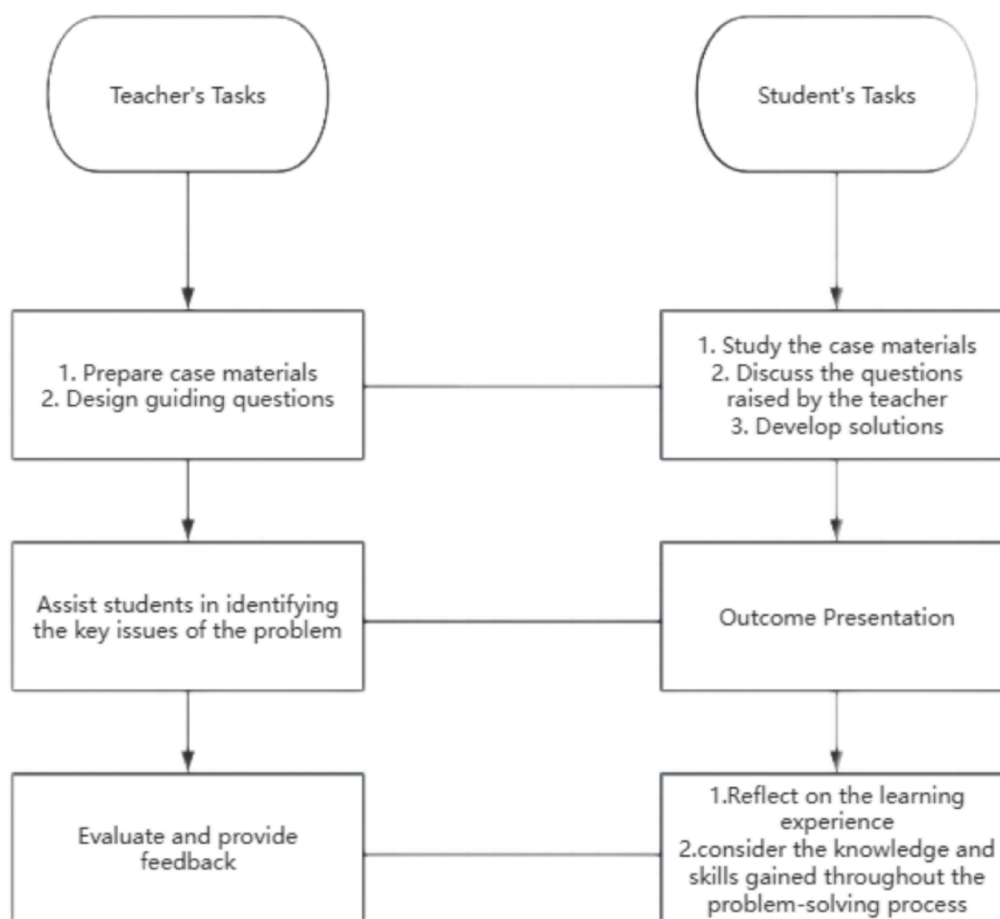 Teacher's Tasks
Student's Tasks
1. Prepare case materials
2. Design guiding questions
1. Study the case materials
2. Discuss the questions
raised by the teacher
3. Develop solutions
Assist students in identifying
the key issues of the problem
Outcome Presentation
Evaluate and provide
feedback
1.Reflect on the learning
experience
2.consider the knowledge and
skills gained throughout the
problem-solving process